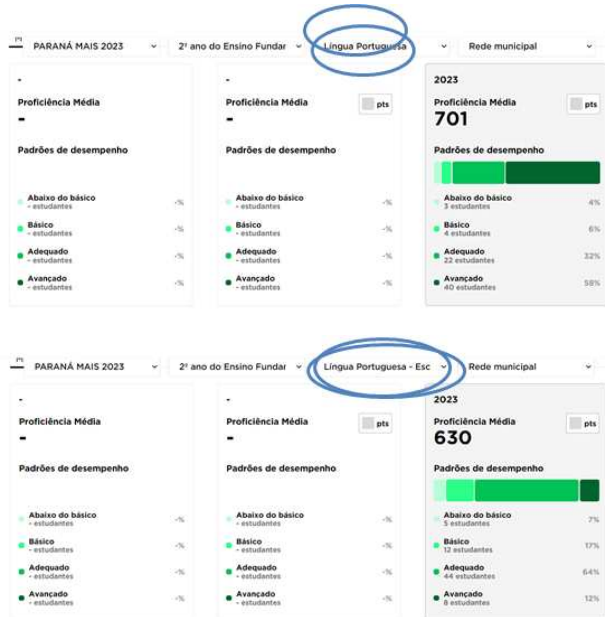 PARANÁ MAIS 2023 2º ano do Ensino Fundar Língua Portuguesa Rede municipal
-
Proficiência Média
-
Padrões de desempenho
Abaixo do básico
- estudantes -%
Básico
- estudantes -%
Adequado
- estudantes -%
Avançado
- estudantes -%
-
Proficiência Média pts
-
Padrões de desempenho
Abaixo do básico
- estudantes -%
Básico
- estudantes -%
Adequado
- estudantes -%
Avançado
- estudantes -%
2023
Proficiência Média pts
701
Padrões de desempenho
Abaixo do básico
3 estudantes 4%
Básico
4 estudantes 6%
Adequado
22 estudantes 32%
Avançado
40 estudantes 58%
PARANÁ MAIS 2023 2º ano do Ensino Fundar Língua Portuguesa - Esc Rede municipal
-
Proficiência Média
-
Padrões de desempenho
Abaixo do básico
- estudantes -%
Básico
- estudantes -%
Adequado
- estudantes -%
Avançado
- estudantes -%
-
Proficiência Média pts
-
Padrões de desempenho
Abaixo do básico
- estudantes -%
Básico
- estudantes -%
Adequado
- estudantes -%
Avançado
- estudantes -%
2023
Proficiência Média pts
630
Padrões de desempenho
Abaixo do básico
5 estudantes 7%
Básico
12 estudantes 17%
Adequado
44 estudantes 64%
Avançado
8 estudantes 12%